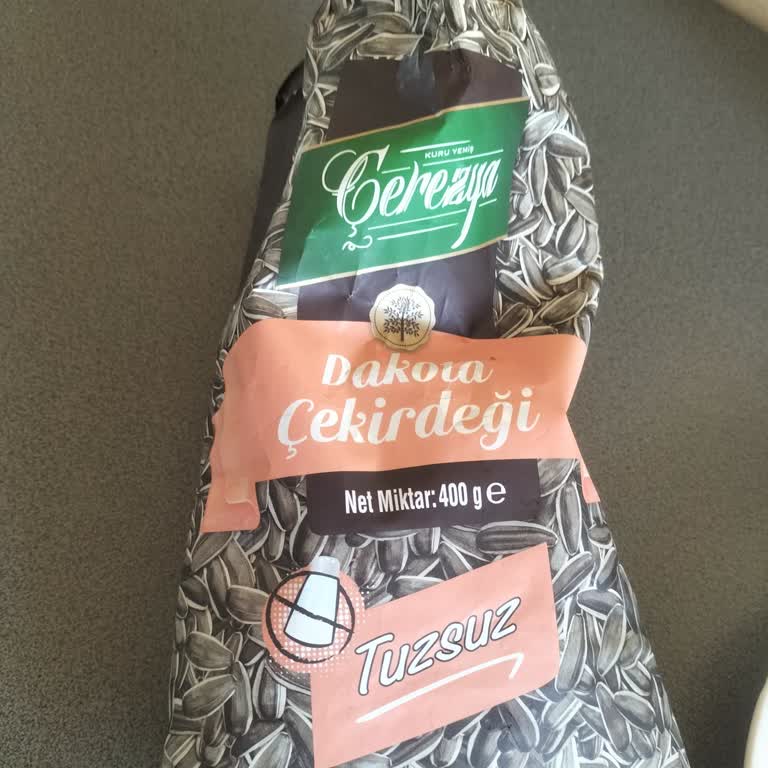 KURU YEMİŞ
Çerezya
Dakota
Çekirdeği
Net Miktar: 400 g e
Tuzsuz